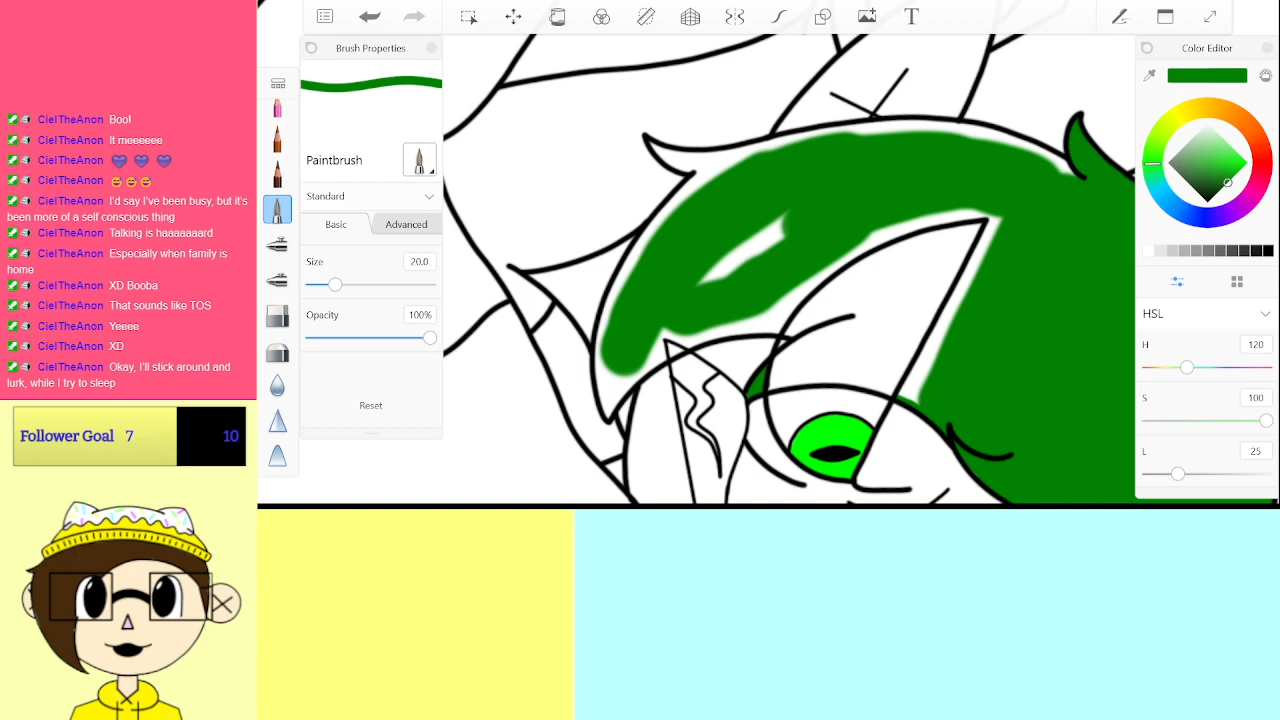 CielTheAnon Boo!
CielTheAnon It meeeeee
CielTheAnon
CielTheAnon
CielTheAnon I'd say I've been busy, but it's
been more of a self conscious thing
CielTheAnon Talking is haaaaaard
CielTheAnon Especially when family is
home
CielTheAnon XD Booba
CielTheAnon That sounds like TOS
CielTheAnon Yeeee
CielTheAnon XD
CielTheAnon Okay, I'll stick around and
lurk, while I try to sleep
Follower Goal 7 10
T
Brush Properties
Paintbrush
Standard
Basic Advanced
Size 20.0
Opacity 100%
Reset
Color Editor
HSL
H 120
S 100
L 25